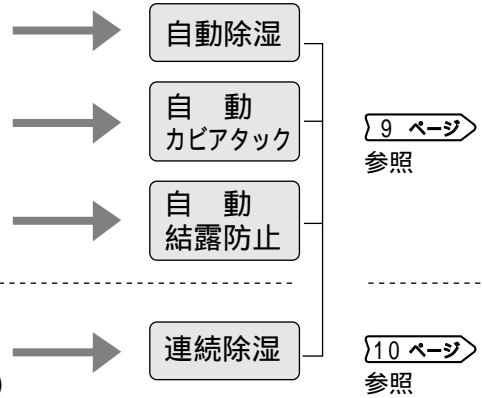 自動除湿
自　動
カビアタック
9 ページ
参照
自　動
結露防止
連続除湿
10 ページ
参照
)